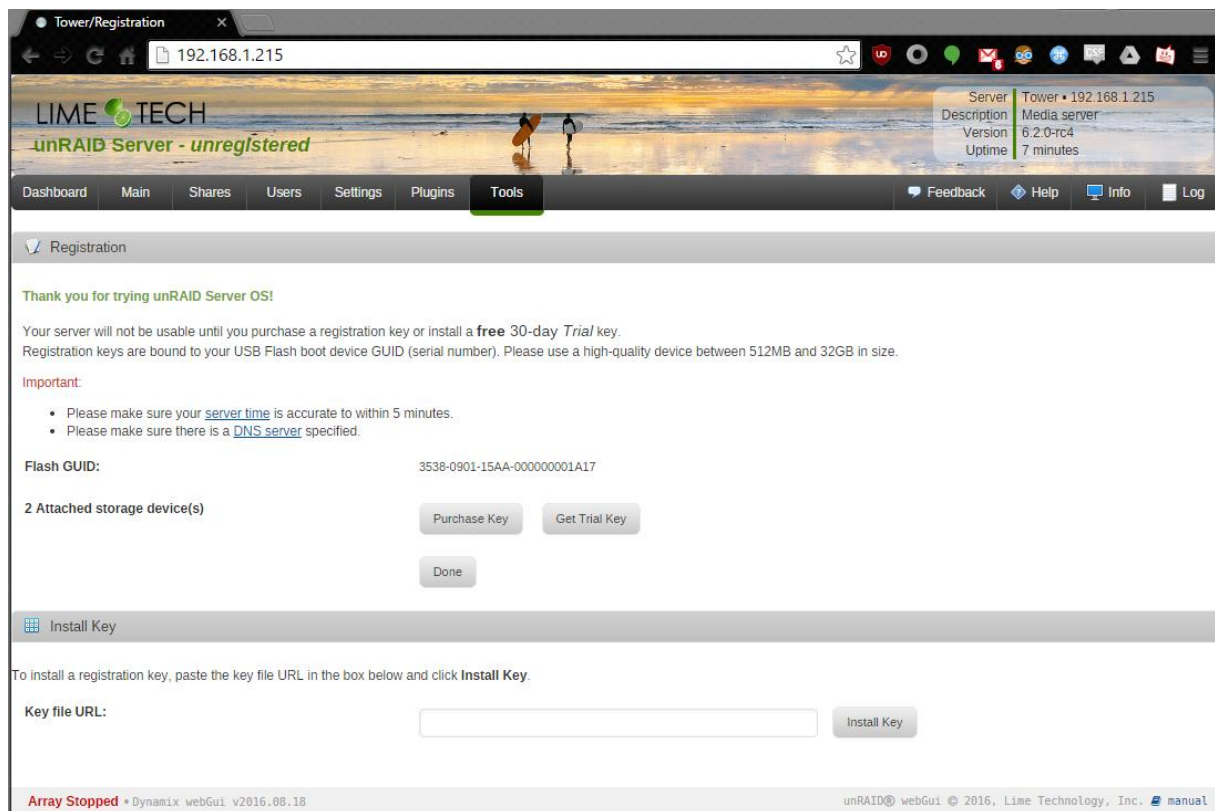 Tower/Registration
192.168.1.215
6
LIME TECH
unRAID Server - unregistered
Server Tower • 192.168.1.215
Description Media server
Version 6.2.0-rc4
Uptime 7 minutes
Dashboard Main Shares Users Settings Plugins Tools Feedback Help Info Log
Registration
Thank you for trying unRAID Server OS!
Your server will not be usable until you purchase a registration key or install a free 30-day Trial key.
Registration keys are bound to your USB Flash boot device GUID (serial number). Please use a high-quality device between 512MB and 32GB in size.
Important:
• Please make sure your server time is accurate to within 5 minutes.
• Please make sure there is a DNS server specified.
Flash GUID: 3538-0901-15AA-000000001A17
2 Attached storage device(s)
Purchase Key Get Trial Key
Done
Install Key
To install a registration key, paste the key file URL in the box below and click Install Key.
Key file URL: Install Key
Array Stopped • Dynamix webGui v2016.08.18 unRAID® webGui © 2016, Lime Technology, Inc. manual